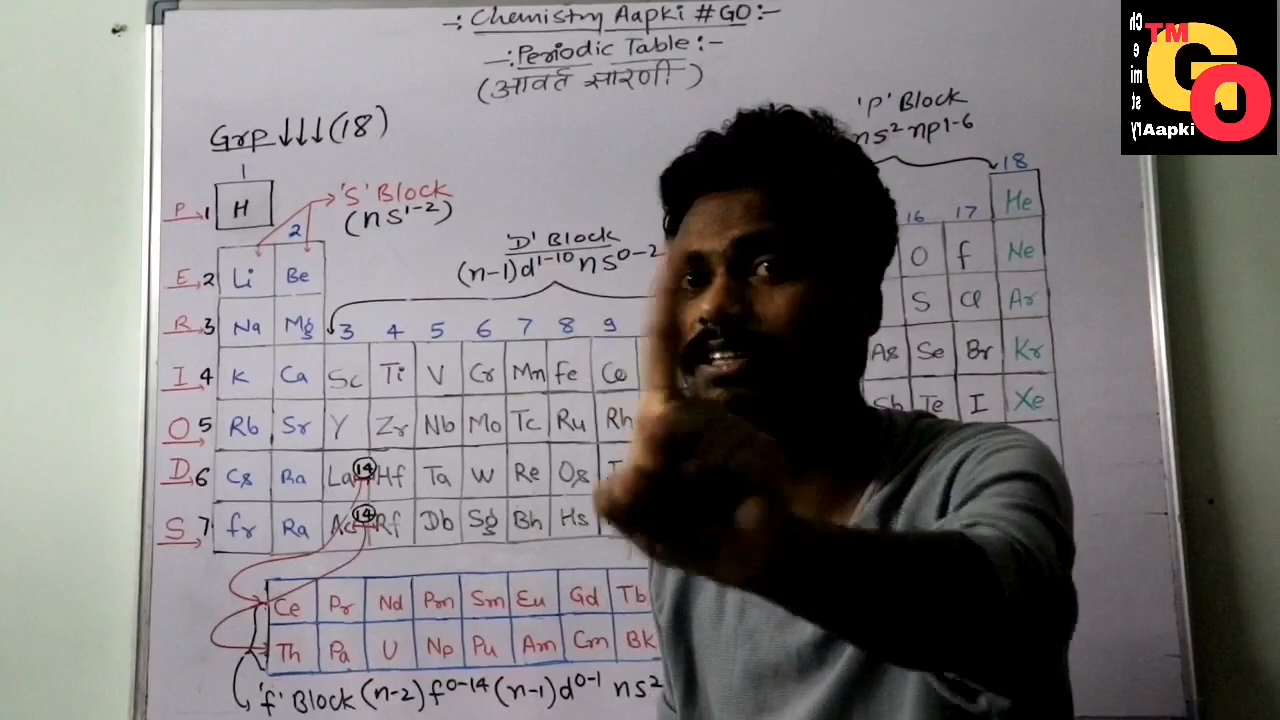 -: Chemistry Aapki #GO:-
-: Periodic Table :-
(आवर्त सारणी)
Grp ↓↓↓(18)
'S' Block
(ns1-2)
'D' Block
(n-1)d1-10 ns0-2
'P' Block
ns2 np1-6
1
18
P 1 H He
2 16 17
E 2 Li Be O f Ne
R 3 Na Mg S Cl Ar
3 4 5 6 7 8 9
I 4 K Ca Sc Ti V Cr Mn fe Co As Se Br Kr
O 5 Rb Sr Y Zr Nb Mo Tc Ru Rh Sb Te I Xe
D 6 Cs Ba La 14 Hf Ta W Re Os
S 7 fr Ra Ac 14 Rf Db Sg Bh Hs
Ce Pr Nd Pm Sm Eu Gd Tb
Th Pa U Np Pu Am Cm Bk
'f' Block (n-2)f0-14 (n-1)d0-1 ns2
Chemistry
TM
GO
Aapki